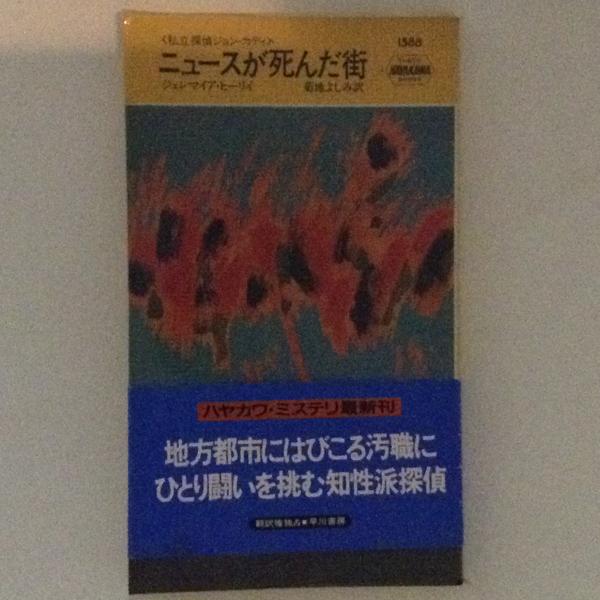 〈私立探偵ジョン・カディ〉
1588
ニュースが死んだ街
HAYAKAWA
ジェレマイア・ヒーリイ
菊地よしみ訳
ハヤカワ・ミステリ最新刊
地方都市にはびこる汚職に
ひとり闘いを挑む知性派探偵
翻訳権独占■早川書房